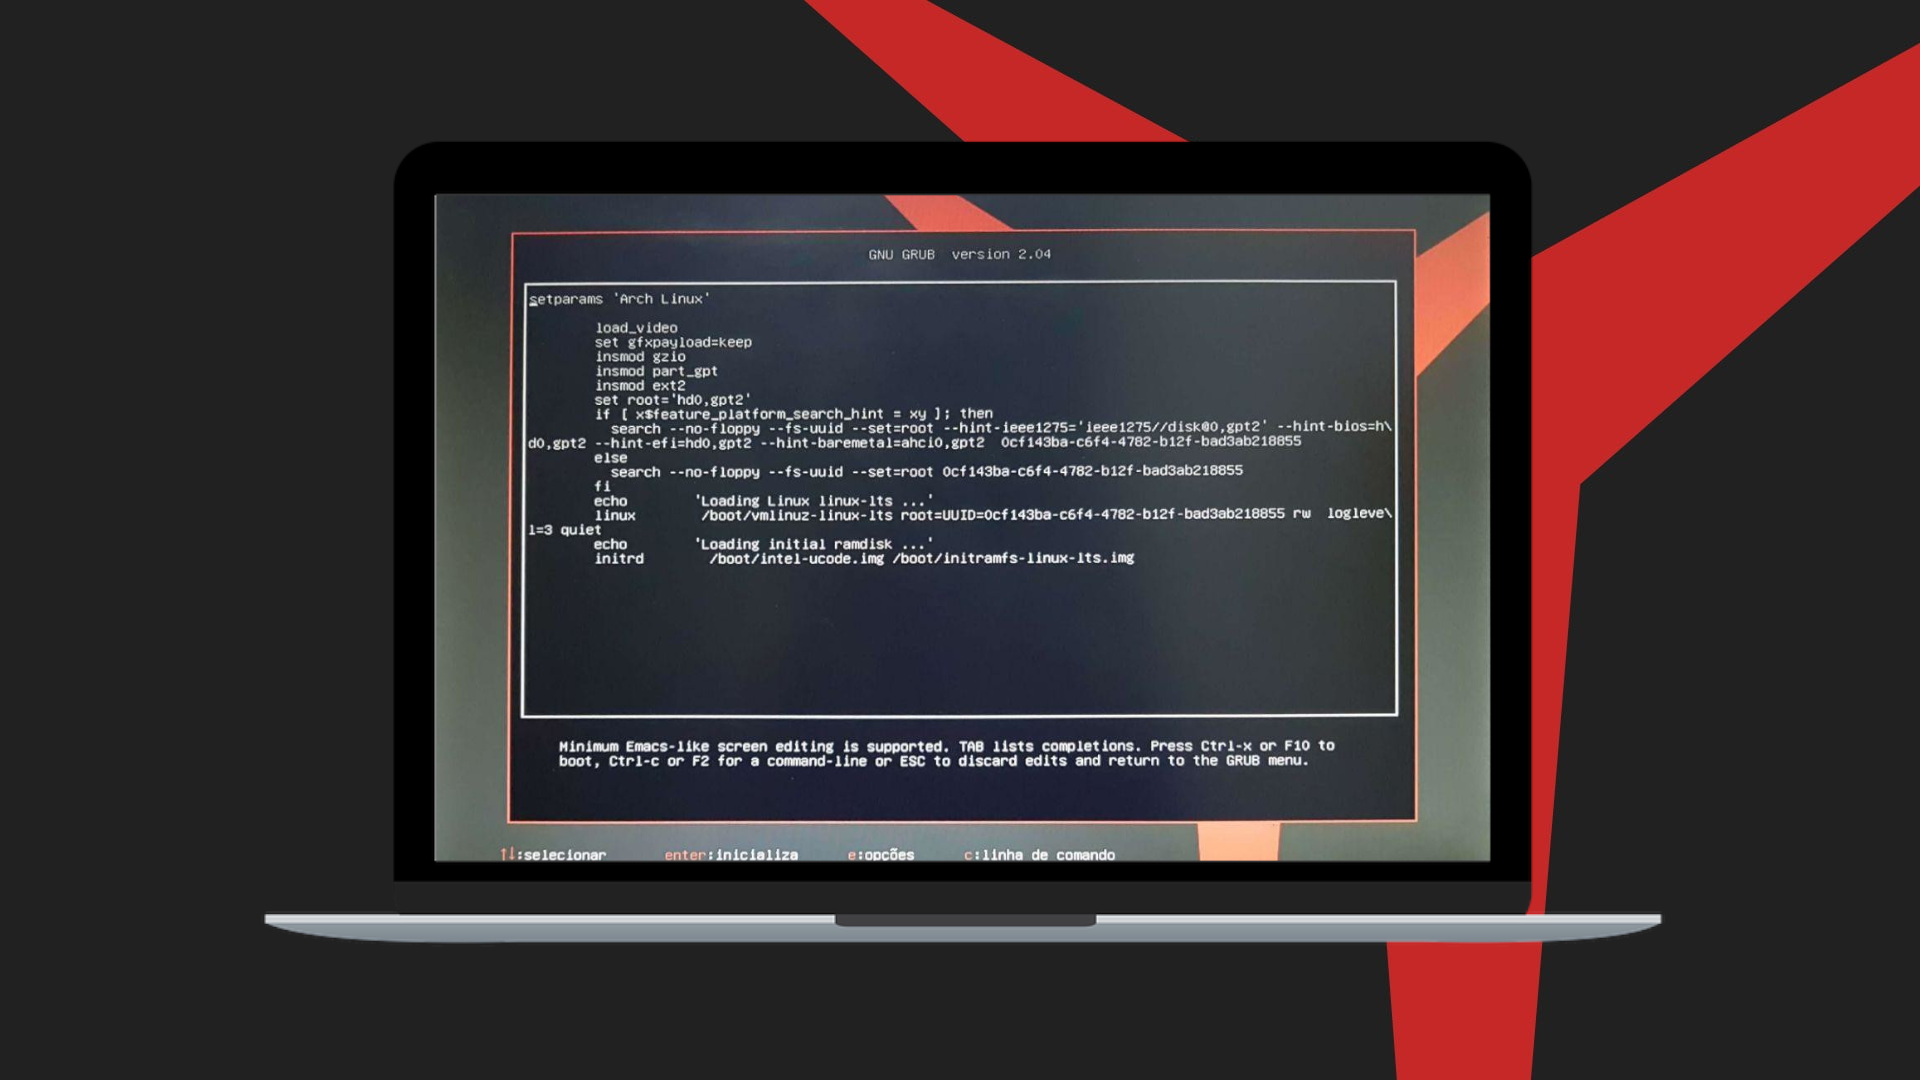 GNU GRUB  version 2.04
setparams 'Arch Linux'
load_video
set gfxpayload=keep
insmod gzio
insmod part_gpt
insmod ext2
set root='hd0,gpt2'
if [ x$feature_platform_search_hint = xy ]; then
search --no-floppy --fs-uuid --set=root --hint-ieee1275='ieee1275//disk@0,gpt2' --hint-bios=h\
d0,gpt2 --hint-efi=hd0,gpt2 --hint-baremetal=ahci0,gpt2  0cf143ba-c6f4-4782-b12f-bad3ab218855
else
search --no-floppy --fs-uuid --set=root 0cf143ba-c6f4-4782-b12f-bad3ab218855
fi
echo 'Loading Linux linux-lts ...'
linux /boot/vmlinuz-linux-lts root=UUID=0cf143ba-c6f4-4782-b12f-bad3ab218855 rw  logleve\
l=3 quiet
echo 'Loading initial ramdisk ...'
initrd /boot/intel-ucode.img /boot/initramfs-linux-lts.img
Minimum Emacs-like screen editing is supported. TAB lists completions. Press Ctrl-x or F10 to
boot, Ctrl-c or F2 for a command-line or ESC to discard edits and return to the GRUB menu.
↑↓:selecionar enter:inicializa e:opções c:linha de comando